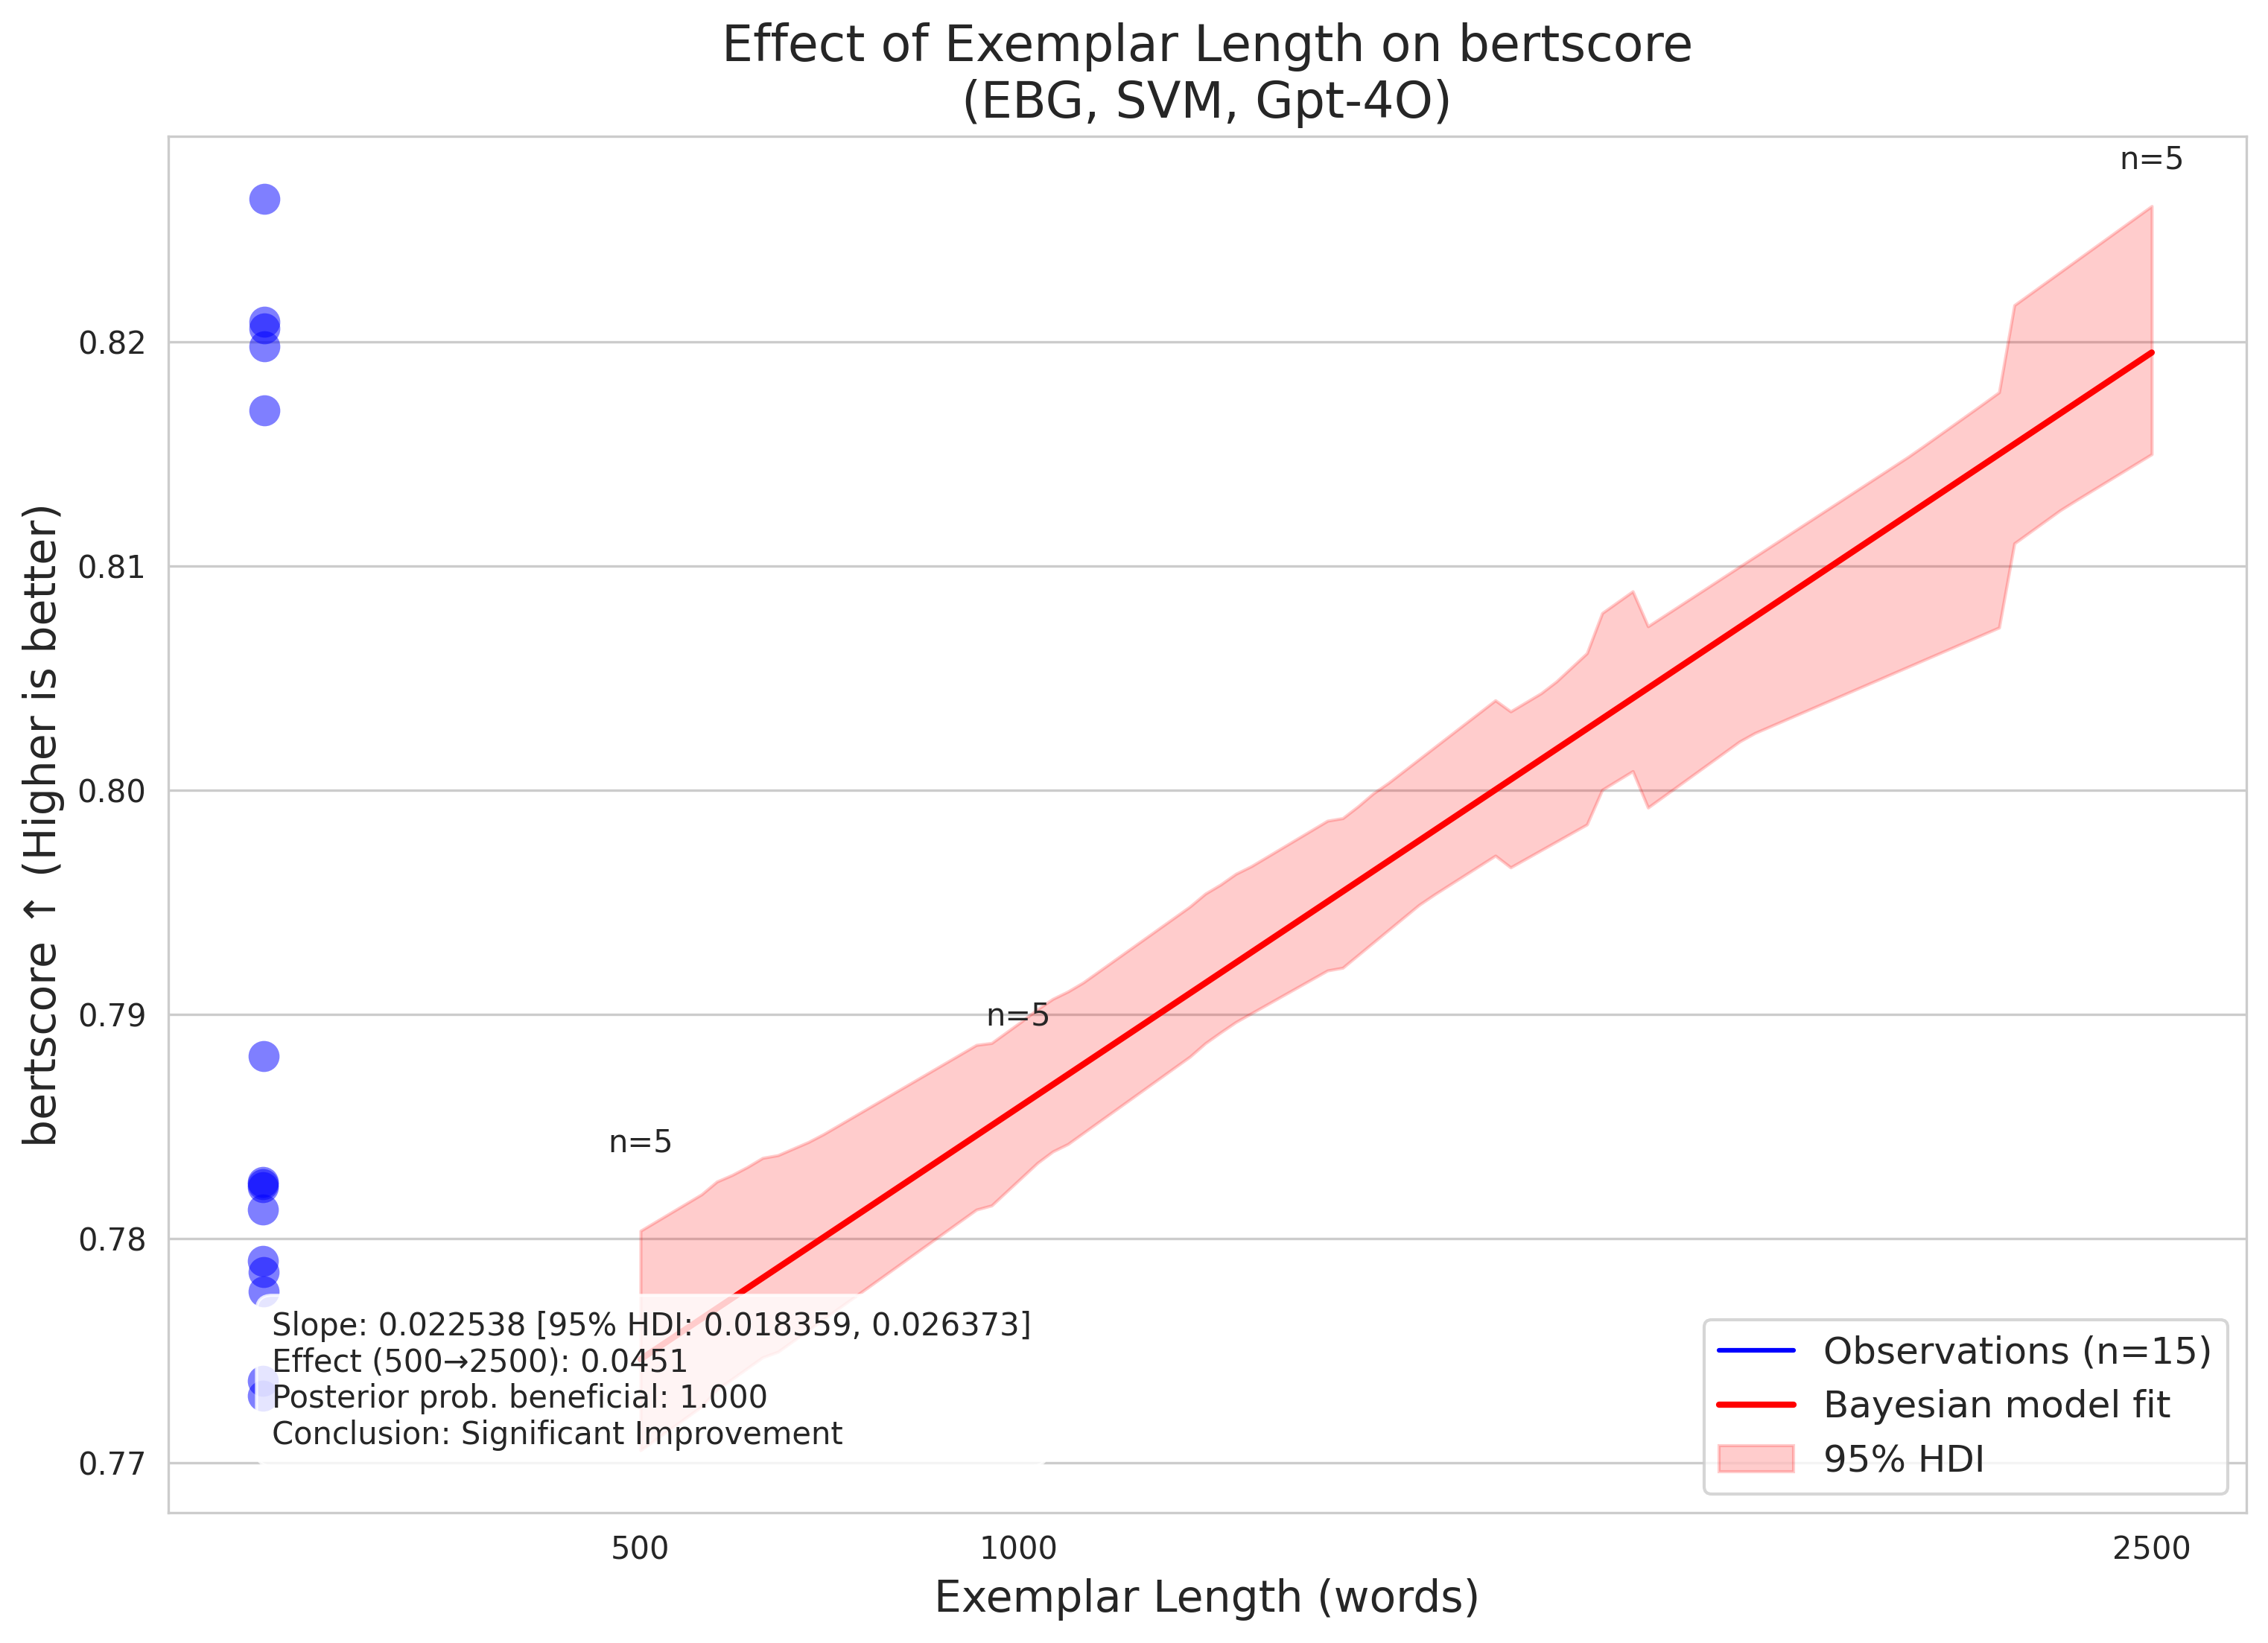 Effect of Exemplar Length on bertscore
(EBG, SVM, Gpt-4O)
bertscore ↑ (Higher is better)
0.82
0.81
0.80
0.79
0.78
0.77
n=5
n=5
n=5
Slope: 0.022538 [95% HDI: 0.018359, 0.026373]
Effect (500→2500): 0.0451
Posterior prob. beneficial: 1.000
Conclusion: Significant Improvement
Observations (n=15)
Bayesian model fit
95% HDI
500
1000
2500
Exemplar Length (words)